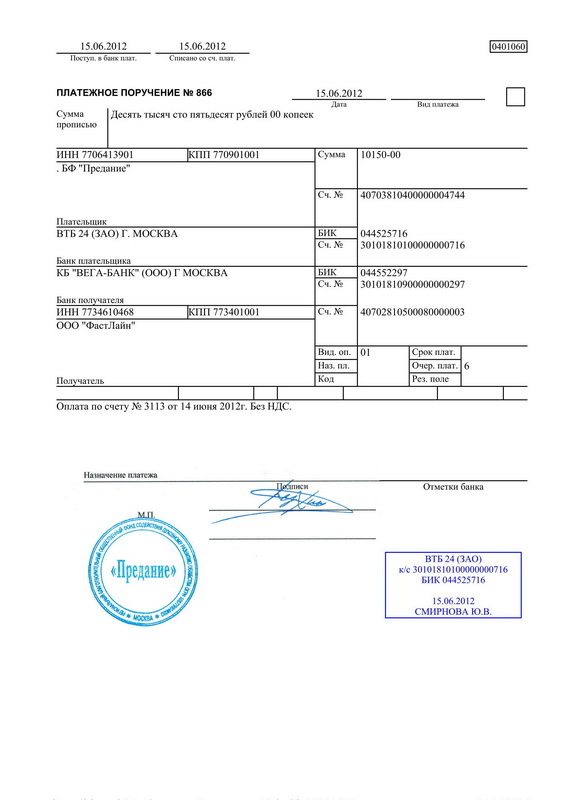 15.06.2012 15.06.2012 0401060
Поступ. в банк плат. Списано со сч. плат.
ПЛАТЕЖНОЕ ПОРУЧЕНИЕ № 866 15.06.2012
Дата Вид платежа
Сумма прописью Десять тысяч сто пятьдесят рублей 00 копеек
ИНН 7706413901 КПП 770901001 Сумма 10150-00
. БФ "Предание"
Сч. № 40703810400000004744
Плательщик
ВТБ 24 (ЗАО) Г. МОСКВА БИК 044525716
Сч. № 30101810100000000716
Банк плательщика
КБ "ВЕГА-БАНК" (ООО) Г МОСКВА БИК 044552297
Сч. № 30101810900000000297
Банк получателя
ИНН 7734610468 КПП 773401001 Сч. № 40702810500080000003
ООО "ФастЛайн"
Вид. оп. 01 Срок плат.
Наз. пл. Очер. плат. 6
Получатель Код Рез. поле
Оплата по счету № 3113 от 14 июня 2012г. Без НДС.
Назначение платежа
Подписи Отметки банка
М.П.
«Предание»
МОСКВА
ВТБ 24 (ЗАО)
к/с 30101810100000000716
БИК 044525716
15.06.2012
СМИРНОВА Ю.В.